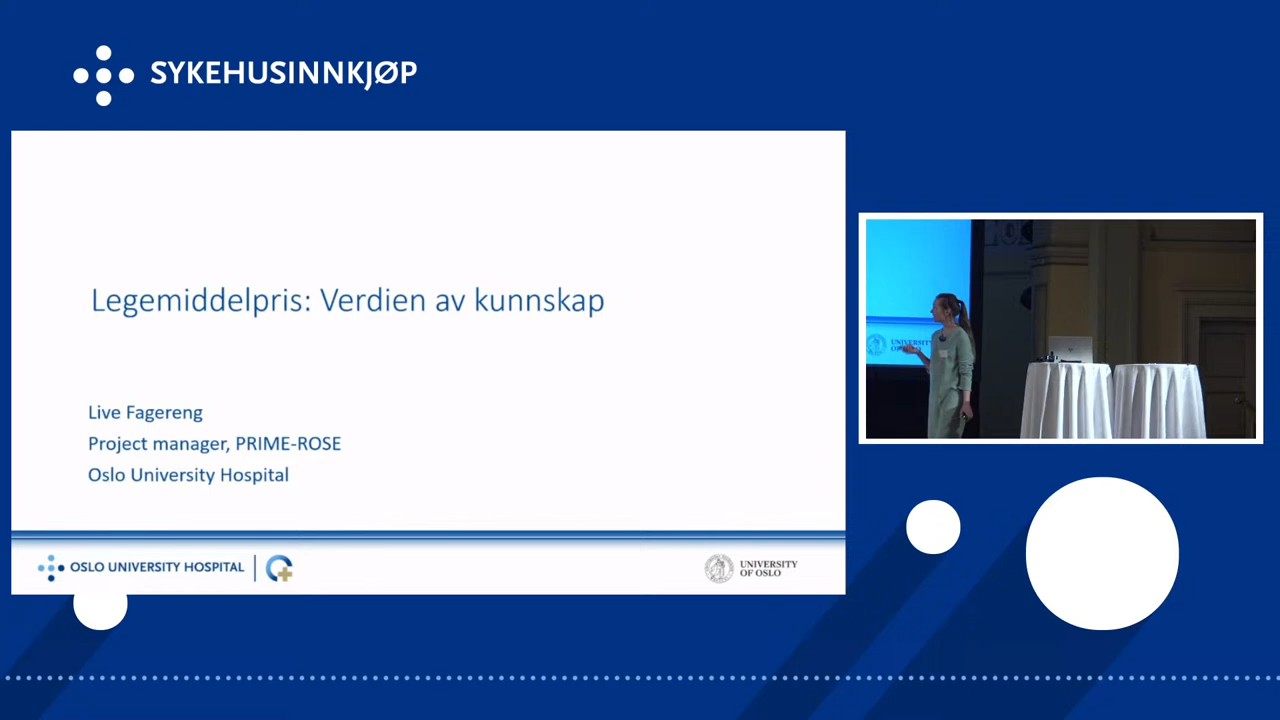 SYKEHUSINNKJØP
Legemiddelpris: Verdien av kunnskap
Live Fagereng
Project manager, PRIME-ROSE
Oslo University Hospital
OSLO UNIVERSITY HOSPITAL
UNIVERSITY
OF OSLO
UNIVERSITY